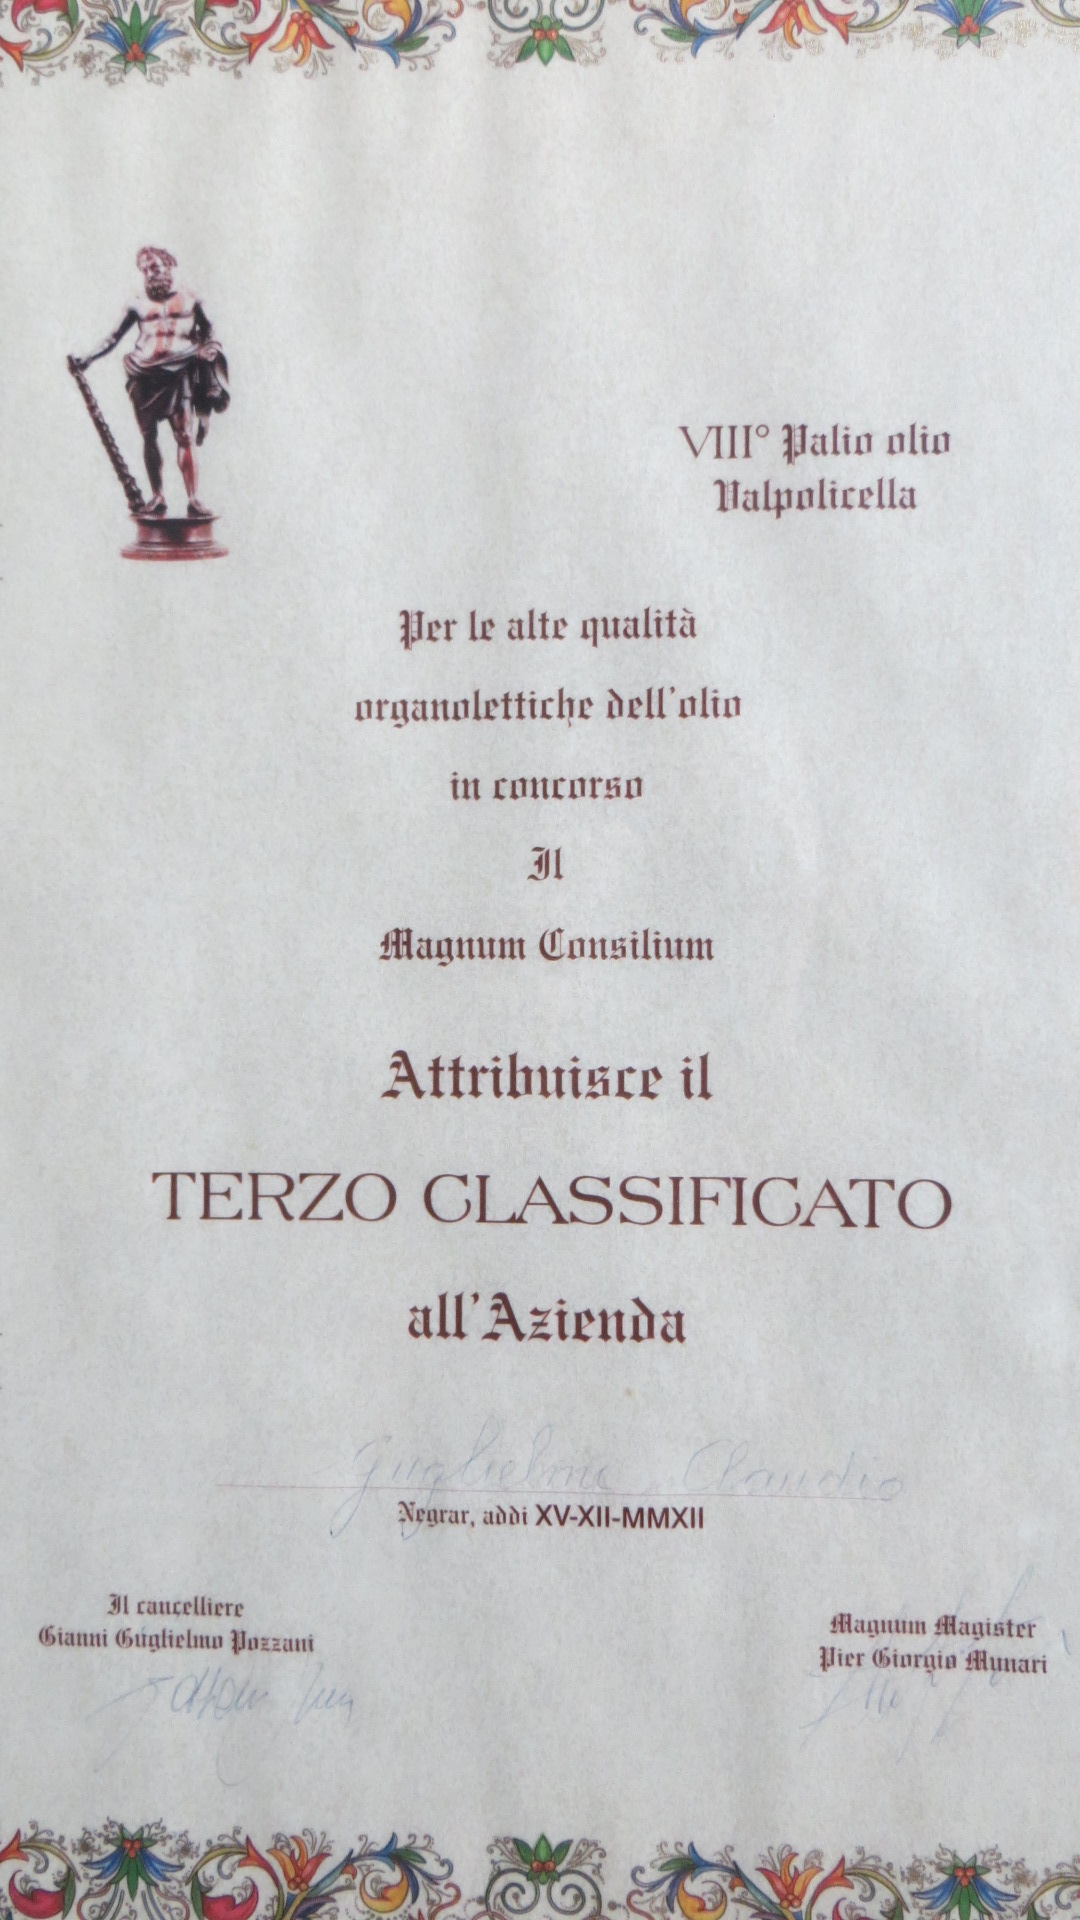 VIII° Palio olio
Valpolicella
Per le alte qualità
organolettiche dell'olio
in concorso
Il
Magnum Consilium
Attribuisce il
TERZO CLASSIFICATO
all'Azienda
Guglielmi Claudio
Negrar, addi XV-XII-MMXII
Il cancelliere
Gianni Guglielmo Pozzani
Magnum Magister
Pier Giorgio Munari